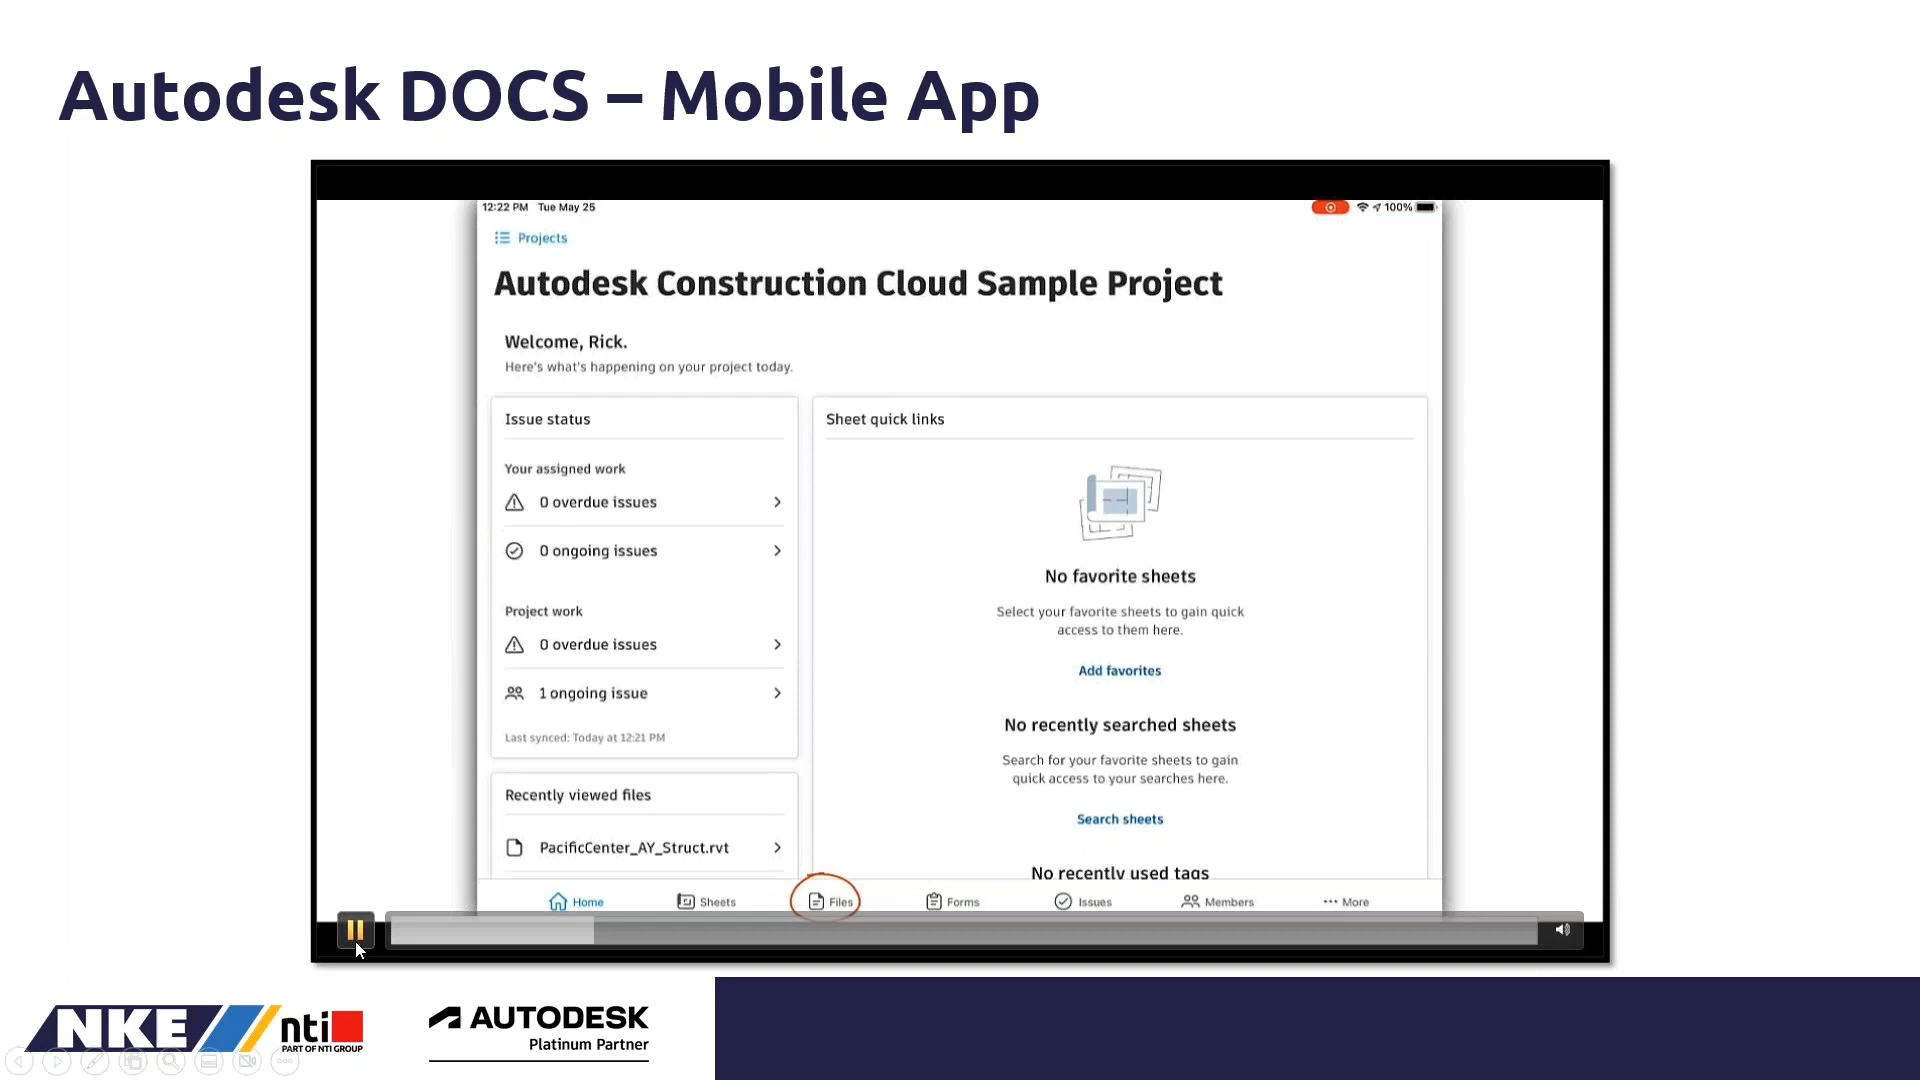 Autodesk DOCS – Mobile App
12:22 PM Tue May 25
100%
Projects
Autodesk Construction Cloud Sample Project
Welcome, Rick.
Here's what's happening on your project today.
Issue status
Your assigned work
0 overdue issues
0 ongoing issues
Project work
0 overdue issues
1 ongoing issue
Last synced: Today at 12:21 PM
Recently viewed files
PacificCenter_AY_Struct.rvt
Sheet quick links
No favorite sheets
Select your favorite sheets to gain quick
access to them here.
Add favorites
No recently searched sheets
Search for your favorite sheets to gain
quick access to your searches here.
Search sheets
No recently used tags
Home Sheets Files Forms Issues Members More
NKE
nti
PART OF NTI GROUP
AUTODESK
Platinum Partner